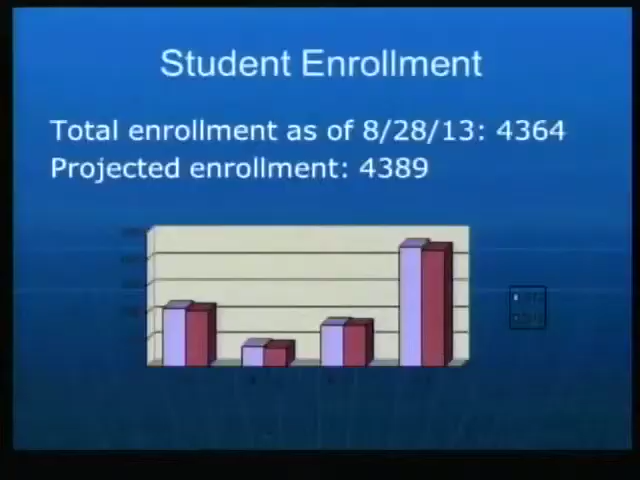 Student Enrollment
Total enrollment as of 8/28/13: 4364
Projected enrollment: 4389